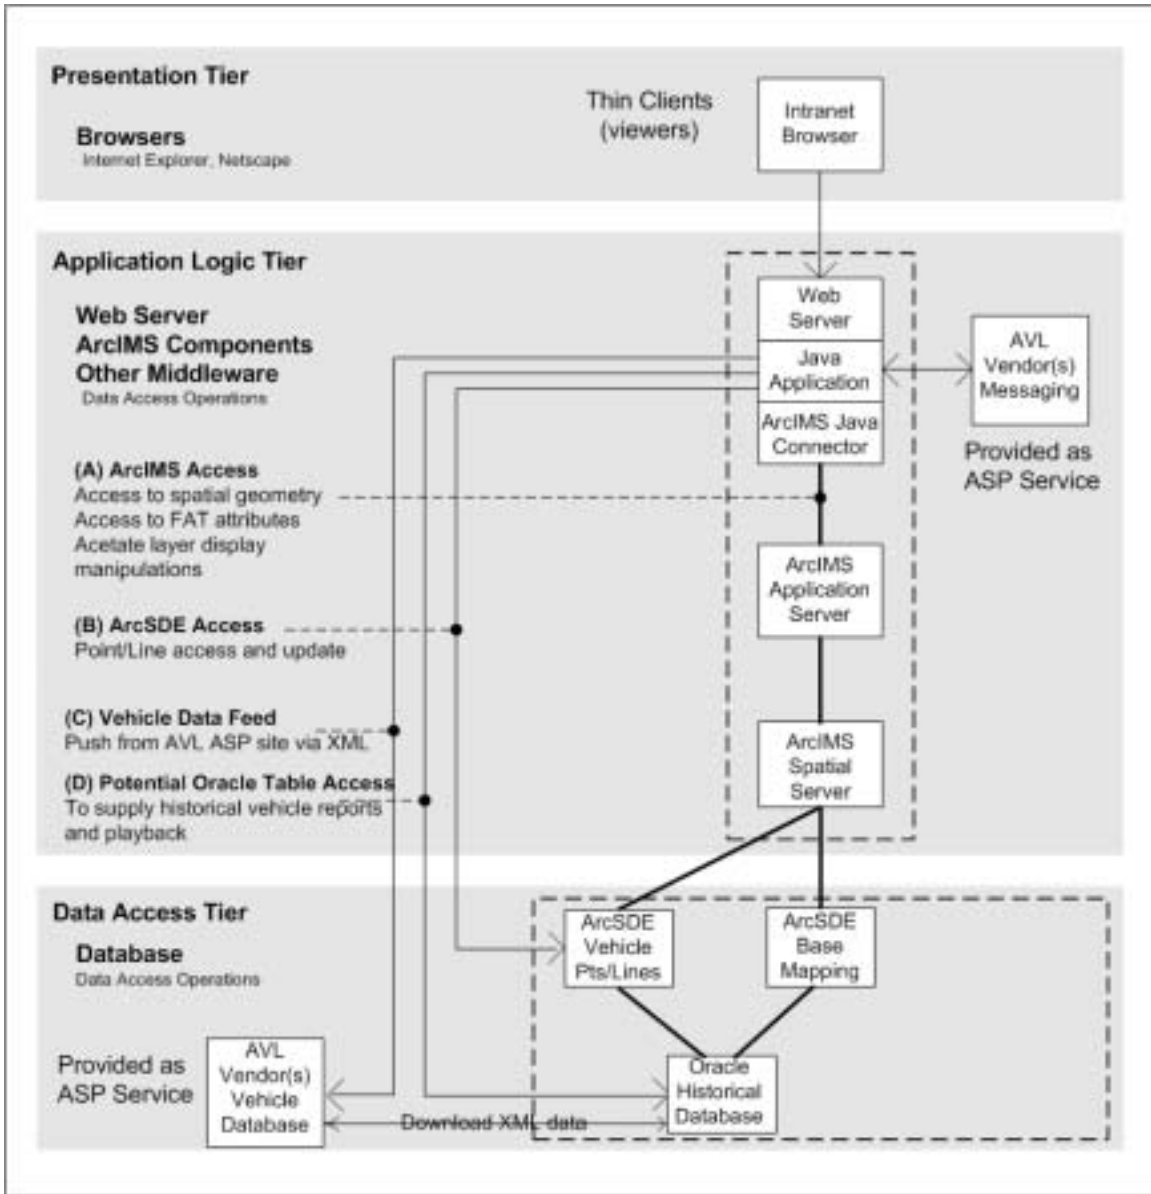 Presentation Tier
Browsers
Internet Explorer, Netscape
Thin Clients
(viewers)
Intranet
Browser
Application Logic Tier
Web Server
ArcIMS Components
Other Middleware
Data Access Operations
Web
Server
Java
Application
ArcIMS Java
Connector
AVL
Vendor(s)
Messaging
Provided as
ASP Service
(A) ArcIMS Access
Access to spatial geometry
Access to FAT attributes
Acetate layer display
manipulations
ArcIMS
Application
Server
(B) ArcSDE Access
Point/Line access and update
(C) Vehicle Data Feed
Push from AVL ASP site via XML
(D) Potential Oracle Table Access
To supply historical vehicle reports
and playback
ArcIMS
Spatial
Server
Data Access Tier
Database
Data Access Operations
ArcSDE
Vehicle
Pts/Lines
ArcSDE
Base
Mapping
Provided as
ASP Service
AVL
Vendor(s)
Vehicle
Database
Download XML data
Oracle
Historical
Database